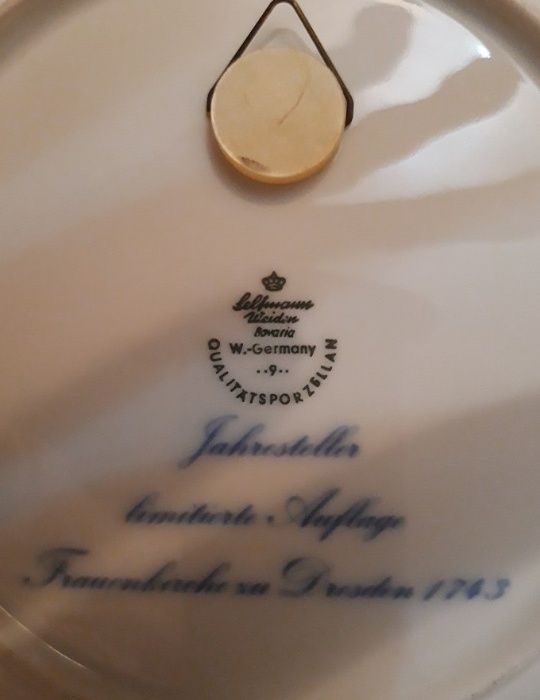 Seltmann
Weiden
Bavaria
W.-Germany
··9··
QUALITÄTSPORZELLAN
Jahresteller
limitierte Auflage
Frauenkirche zu Dresden 1743